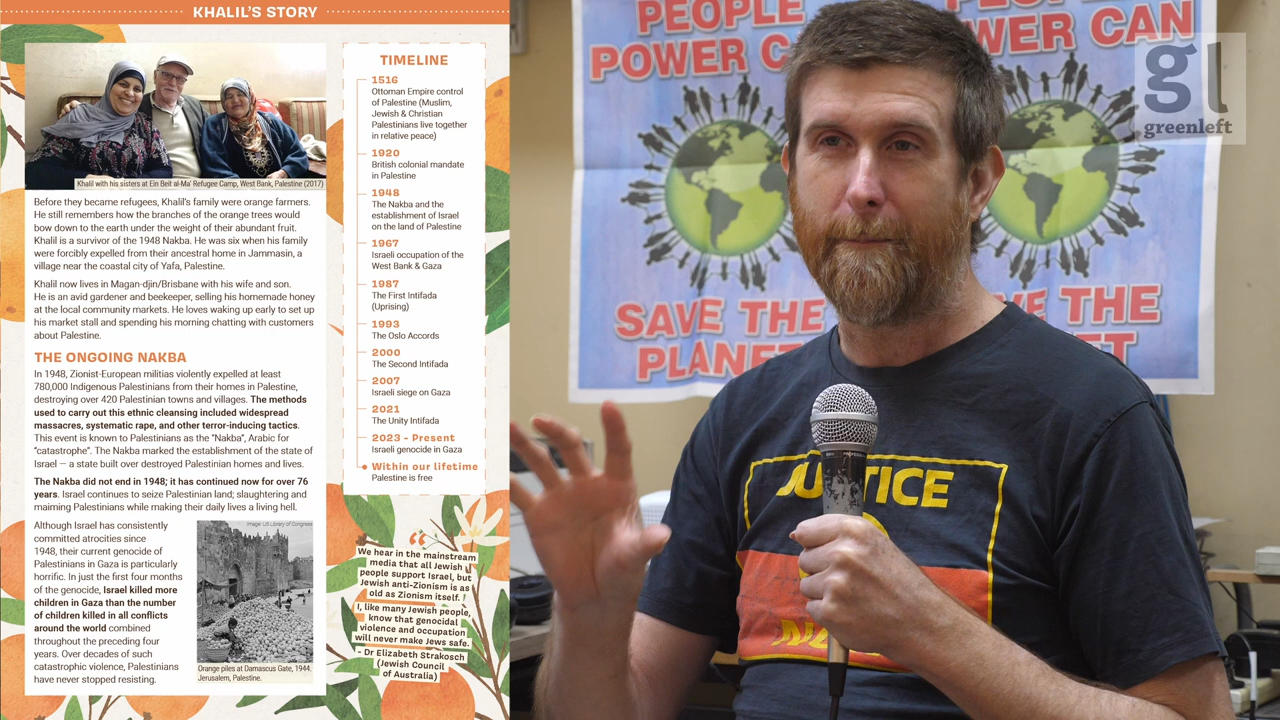 KHALIL'S STORY
Khalil with his sisters at Ein Beit al-Ma' Refugee Camp, West Bank, Palestine (2017)
Before they became refugees, Khalil's family were orange farmers.
He still remembers how the branches of the orange trees would
bow down to the earth under the weight of their abundant fruit.
Khalil is a survivor of the 1948 Nakba. He was six when his family
were forcibly expelled from their ancestral home in Jammasin, a
village near the coastal city of Yafa, Palestine.
Khalil now lives in Magan-djin/Brisbane with his wife and son.
He is an avid gardener and beekeeper, selling his homemade honey
at the local community markets. He loves waking up early to set up
his market stall and spending his morning chatting with customers
about Palestine.
THE ONGOING NAKBA
In 1948, Zionist-European militias violently expelled at least
780,000 Indigenous Palestinians from their homes in Palestine,
destroying over 420 Palestinian towns and villages. The methods
used to carry out this ethnic cleansing included widespread
massacres, systematic rape, and other terror-inducing tactics.
This event is known to Palestinians as the "Nakba", Arabic for
"catastrophe". The Nakba marked the establishment of the state of
Israel — a state built over destroyed Palestinian homes and lives.
The Nakba did not end in 1948; it has continued now for over 76
years. Israel continues to seize Palestinian land; slaughtering and
maiming Palestinians while making their daily lives a living hell.
Although Israel has consistently
committed atrocities since
1948, their current genocide of
Palestinians in Gaza is particularly
horrific. In just the first four months
of the genocide, Israel killed more
children in Gaza than the number
of children killed in all conflicts
around the world combined
throughout the preceding four
years. Over decades of such
catastrophic violence, Palestinians
have never stopped resisting.
Image: US Library of Congress
Orange piles at Damascus Gate, 1944.
Jerusalem, Palestine.
TIMELINE
1516
Ottoman Empire control
of Palestine (Muslim,
Jewish & Christian
Palestinians live together
in relative peace)
1920
British colonial mandate
in Palestine
1948
The Nakba and the
establishment of Israel
on the land of Palestine
1967
Israeli occupation of the
West Bank & Gaza
1987
The First Intifada
(Uprising)
1993
The Oslo Accords
2000
The Second Intifada
2007
Israeli siege on Gaza
2021
The Unity Intifada
2023 - Present
Israeli genocide in Gaza
Within our lifetime
Palestine is free
“
We hear in the mainstream
media that all Jewish
people support Israel, but
Jewish anti-Zionism is as
old as Zionism itself.
I, like many Jewish people,
know that genocidal
violence and occupation
will never make Jews safe.
- Dr Elizabeth Strakosch
(Jewish Council
of Australia)
PEOPLE
POWER C
WER CAN
SAVE THE
PLANE
VE THE
ET
gl
greenleft
JUSTICE